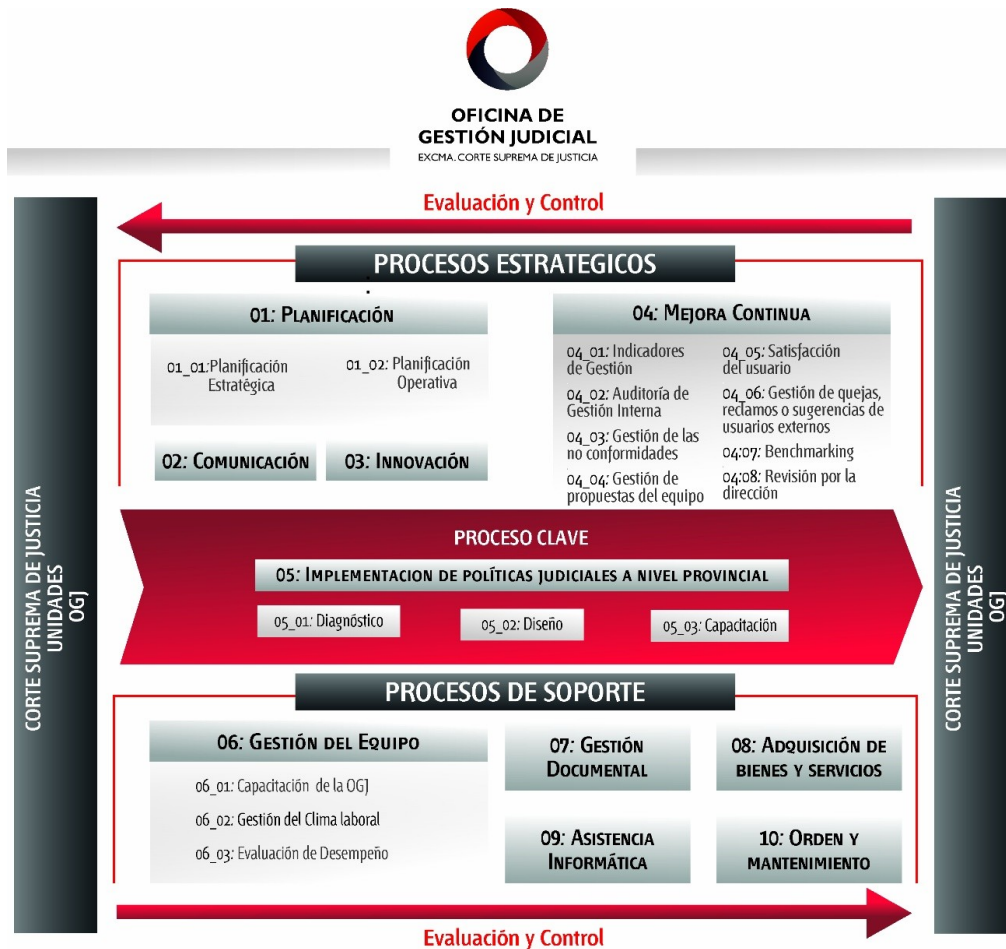 OFICINA DE
GESTIÓN JUDICIAL
EXCMA. CORTE SUPREMA DE JUSTICIA
Evaluación y Control
CORTE SUPREMA DE JUSTICIA
UNIDADES
OGJ
PROCESOS ESTRATEGICOS
01: PLANIFICACIÓN
01_01:Planificación
Estratégica
01_02: Planificación
Operativa
02: COMUNICACIÓN
03: INNOVACIÓN
04: MEJORA CONTINUA
04_01: Indicadores
de Gestión
04_02: Auditoría de
Gestión Interna
04_03: Gestión de las
no conformidades
04_04: Gestión de
propuestas del equipo
04_05: Satisfacción
del usuario
04_06: Gestión de quejas,
reclamos o sugerencias de
usuarios externos
04:07: Benchmarking
04:08: Revisión por la
dirección
PROCESO CLAVE
05: IMPLEMENTACION DE POLÍTICAS JUDICIALES A NIVEL PROVINCIAL
05_01: Diagnóstico
05_02: Diseño
05_03: Capacitación
PROCESOS DE SOPORTE
06: GESTIÓN DEL EQUIPO
06_01: Capacitación de la OGJ
06_02: Gestión del Clima laboral
06_03: Evaluación de Desempeño
07: GESTIÓN
DOCUMENTAL
08: ADQUISICIÓN DE
BIENES Y SERVICIOS
09: ASISTENCIA
INFORMÁTICA
10: ORDEN Y
MANTENIMIENTO
CORTE SUPREMA DE JUSTICIA
UNIDADES
OGJ
Evaluación y Control